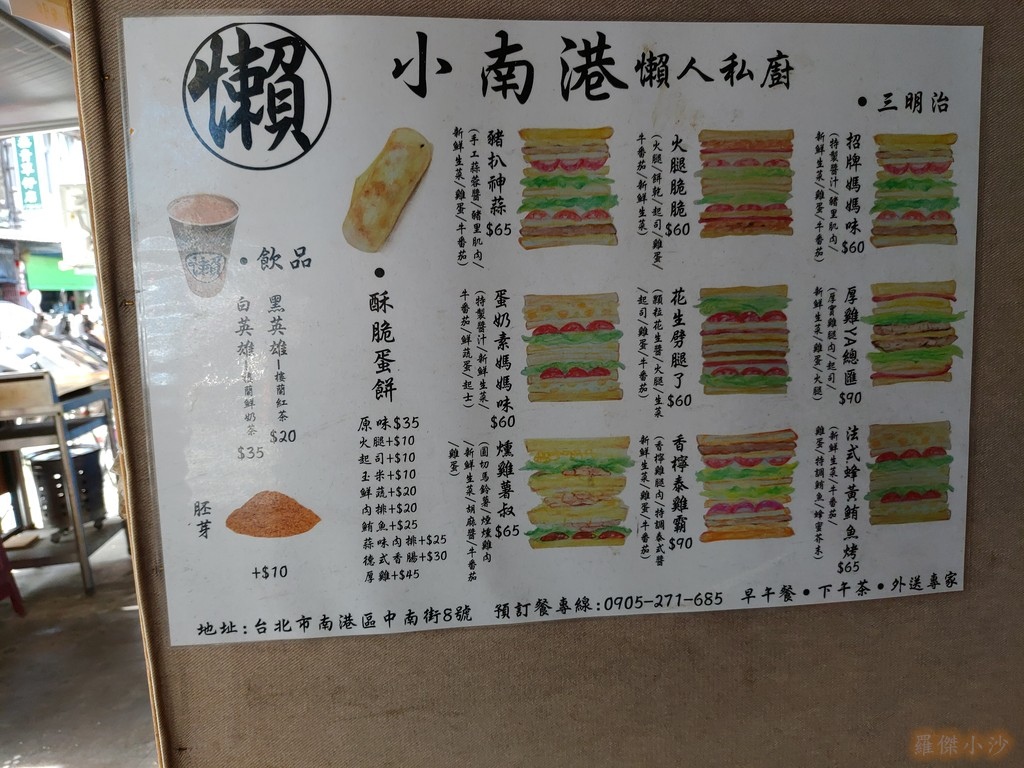 懶
小南港懶人私廚
• 三明治
招牌媽媽味
$60
(特製醬汁/豬里肌肉/
新鮮生菜/雞蛋/牛番茄)
火腿脆脆
$60
(火腿/餅乾/起司/雞蛋/
牛番茄/新鮮生菜)
豬扒神蒜
$65
(手工蒜蓉醬/豬里肌肉/
新鮮生菜/雞蛋/牛番茄)
厚雞YA總匯
$90
(厚實雞腿肉/起司/
新鮮生菜/雞蛋/火腿)
花生劈腿了
$60
(顆粒花生醬/火腿/生菜
/起司/雞蛋/牛番茄)
蛋奶素媽媽味
$60
(特製醬汁/新鮮生菜/
牛番茄/鮮蔬蛋/起士)
法式蜂黃鮪魚烤
$65
(新鮮生菜/牛番茄/
雞蛋/特調鮪魚/蜂蜜芥末)
香檸泰雞霸
$90
(香檸雞腿肉/特調泰式醬
新鮮生菜/雞蛋/牛番茄)
燻雞薯叔
$65
(圓切馬鈴薯/煙燻雞肉
/新鮮生菜/胡麻醬/牛番茄
/雞蛋)
• 酥脆蛋餅
原味$35
火腿+$10
起司+$10
玉米+$10
鮮蔬+$20
肉排+$20
鮪魚+$25
蒜味肉排+$25
德式香腸+$30
厚雞+$45
懶
• 飲品
黑英雄-樓蘭紅茶
$20
白英雄-樓蘭鮮奶茶
$35
胚芽
+$10
地址:台北市南港區中南街8號 預訂餐專線:0905-271-685 早午餐•下午茶•外送專家
羅傑小沙